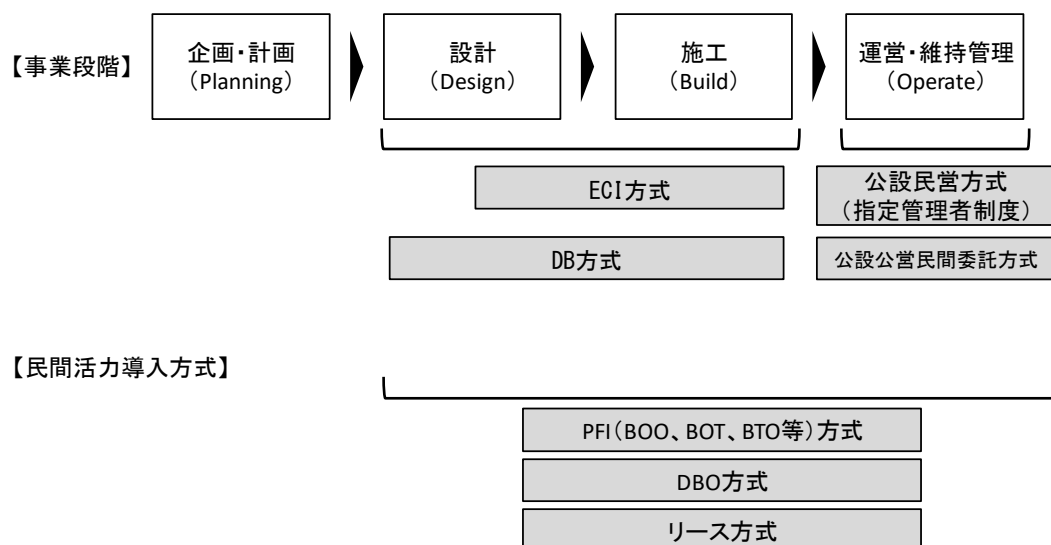 【事業段階】
企画・計画
（Planning）
設計
（Design）
施工
（Build）
運営・維持管理
（Operate）
ECI方式
公設民営方式
（指定管理者制度）
DB方式
公設公営民間委託方式
【民間活力導入方式】
PFI（BOO、BOT、BTO等）方式
DBO方式
リース方式